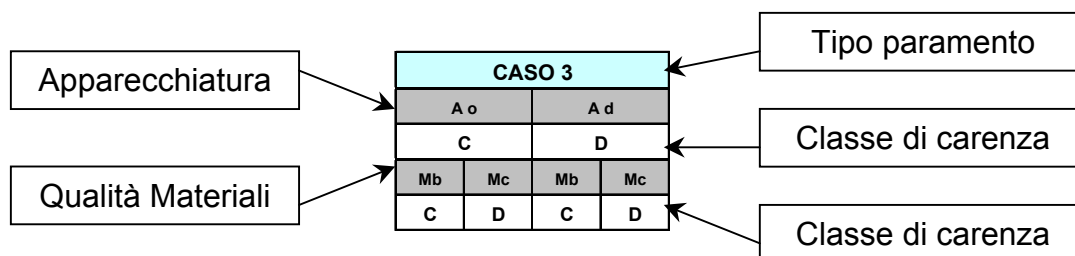 Tipo paramento
Apparecchiatura
CASO 3
A o A d
C D
Classe di carenza
Qualità Materiali
Mb Mc Mb Mc
C D C D
Classe di carenza